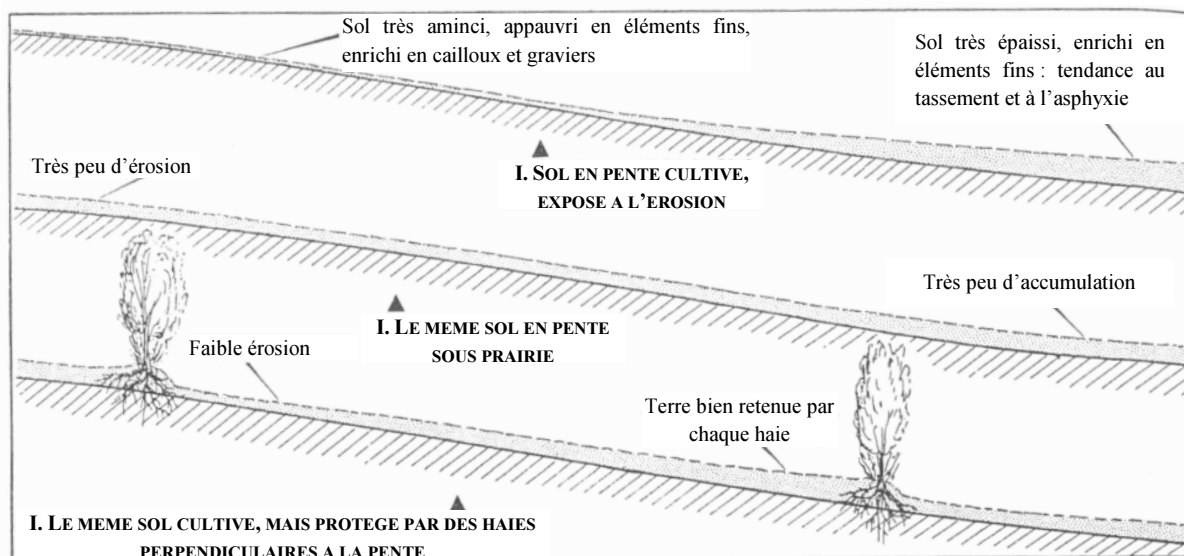 Sol très aminci, appauvri en éléments fins,
enrichi en cailloux et graviers
Sol très épaissi, enrichi en
éléments fins : tendance au
tassement et à l'asphyxie
I. SOL EN PENTE CULTIVE,
EXPOSE A L'EROSION
Très peu d'érosion
Très peu d'accumulation
I. LE MEME SOL EN PENTE
SOUS PRAIRIE
Faible érosion
Terre bien retenue par
chaque haie
I. LE MEME SOL CULTIVE, MAIS PROTEGE PAR DES HAIES
PERPENDICULAIRES A LA PENTE